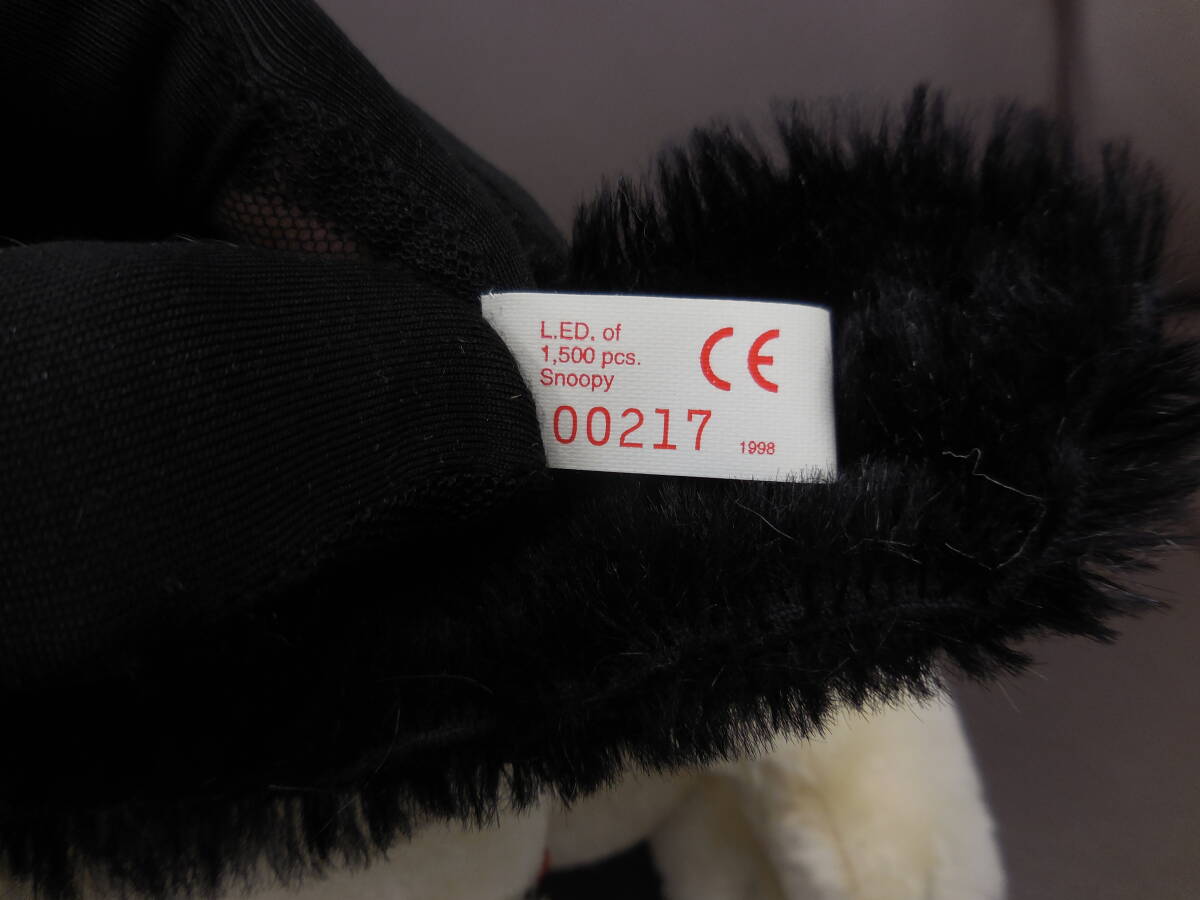 L.ED. of
1,500 pcs.
Snoopy
CE
00217
1998